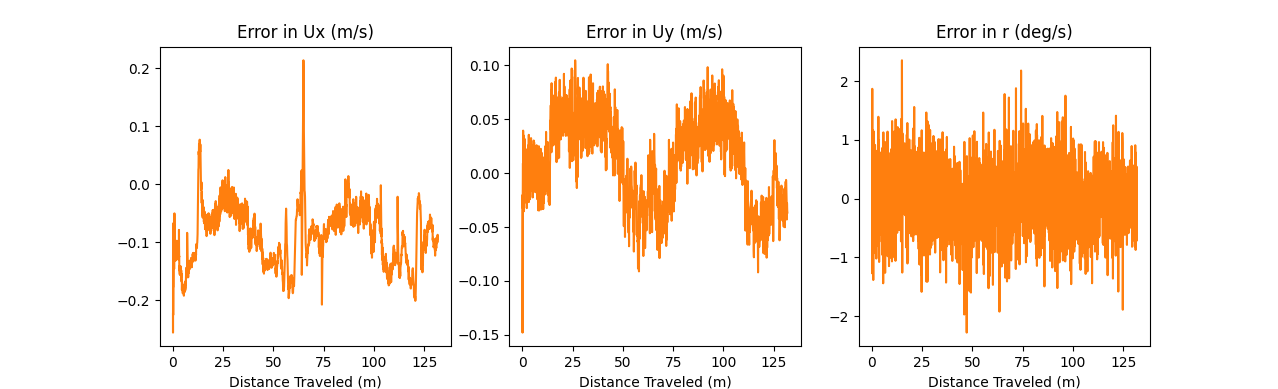 Error in Ux (m/s)
0.2
0.1
0.0
−0.1
−0.2
0 25 50 75 100 125
Distance Traveled (m)
Error in Uy (m/s)
0.10
0.05
0.00
−0.05
−0.10
−0.15
0 25 50 75 100 125
Distance Traveled (m)
Error in r (deg/s)
2
1
0
−1
−2
0 25 50 75 100 125
Distance Traveled (m)